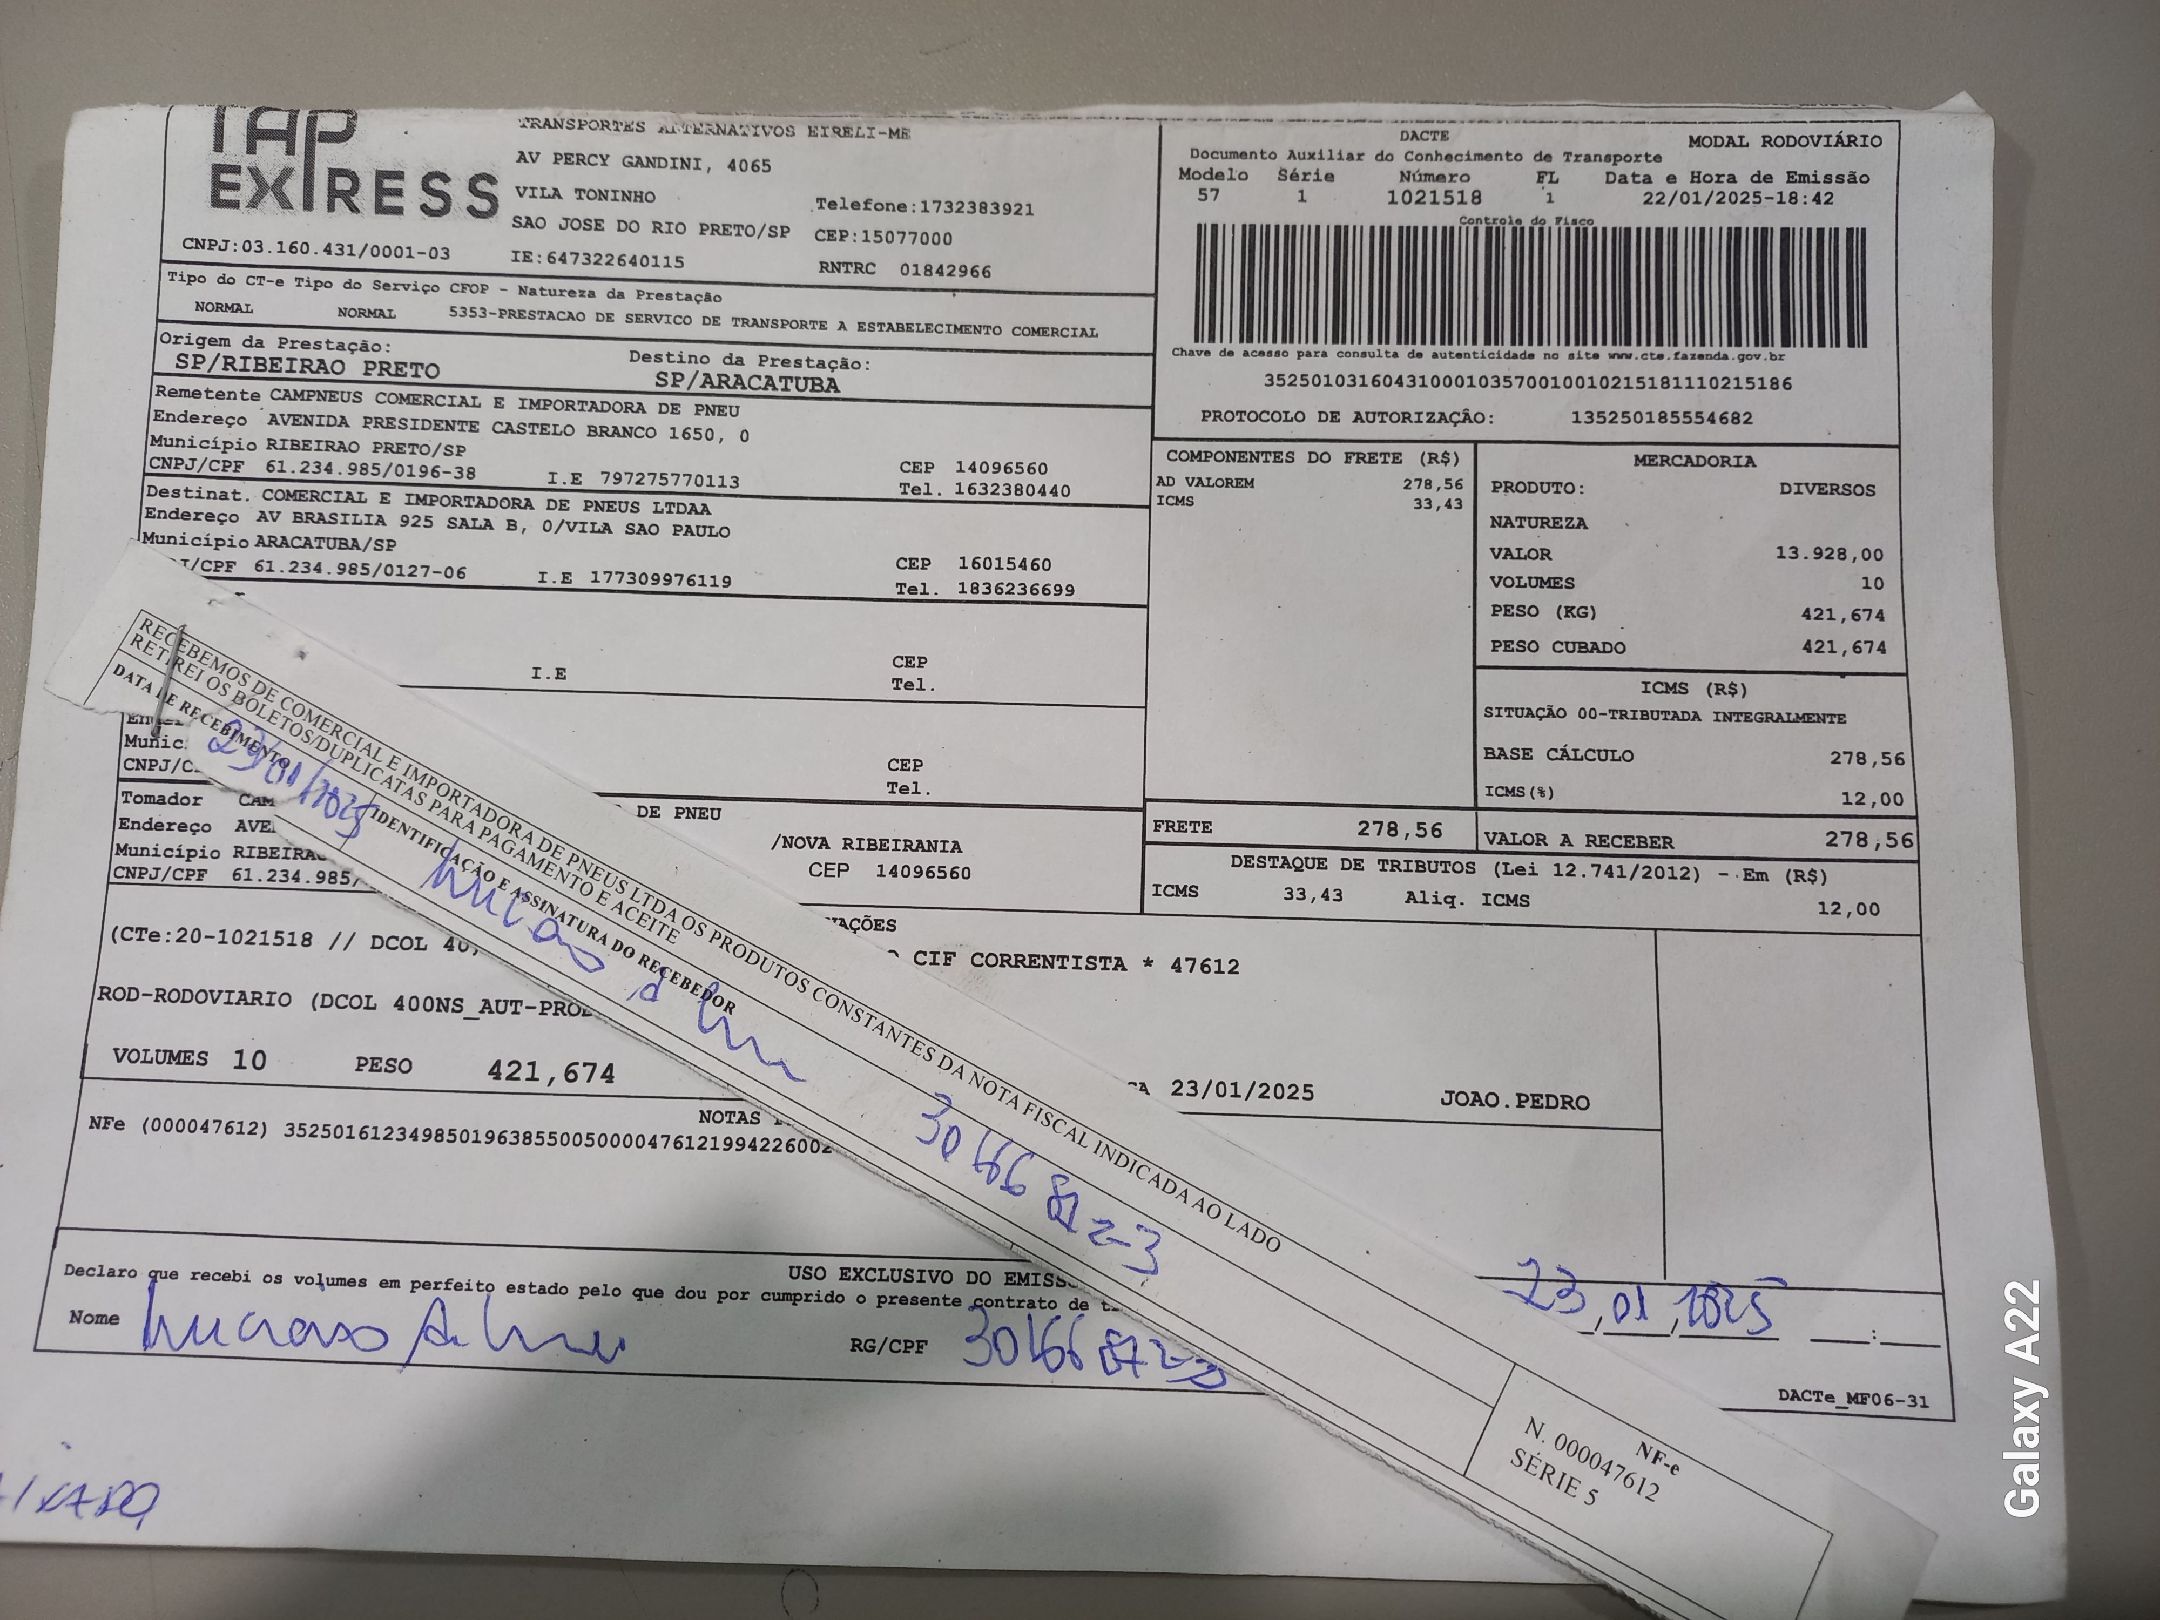 TAP
EXPRESS
TRANSPORTES ALTERNATIVOS EIRELI-ME
AV PERCY GANDINI, 4065
VILA TONINHO
Telefone:1732383921
SAO JOSE DO RIO PRETO/SP CEP:15077000
CNPJ:03.160.431/0001-03 IE:647322640115 RNTRC 01842966
DACTE
MODAL RODOVIÁRIO
Documento Auxiliar do Conhecimento de Transporte
Modelo Série Número FL Data e Hora de Emissão
57 1 1021518 1 22/01/2025-18:42
Controle do Fisco
Chave de acesso para consulta de autenticidade no site www.cte.fazenda.gov.br
35250103160431000103570010010215181110215186
PROTOCOLO DE AUTORIZAÇÂO: 135250185554682
Tipo do CT-e Tipo do Serviço CFOP - Natureza da Prestação
NORMAL NORMAL 5353-PRESTACAO DE SERVICO DE TRANSPORTE A ESTABELECIMENTO COMERCIAL
Origem da Prestação: Destino da Prestação:
SP/RIBEIRAO PRETO SP/ARACATUBA
Remetente CAMPNEUS COMERCIAL E IMPORTADORA DE PNEU
Endereço AVENIDA PRESIDENTE CASTELO BRANCO 1650, 0
Município RIBEIRAO PRETO/SP CEP 14096560
CNPJ/CPF 61.234.985/0196-38 I.E 797275770113 Tel. 1632380440
Destinat. COMERCIAL E IMPORTADORA DE PNEUS LTDAA
Endereço AV BRASILIA 925 SALA B, 0/VILA SAO PAULO
Município ARACATUBA/SP CEP 16015460
/CPF 61.234.985/0127-06 I.E 177309976119 Tel. 1836236699
CEP
I.E Tel.
Munic
CNPJ/C
CEP
Tel.
Tomador CAM DE PNEU
Endereço AVE /NOVA RIBEIRANIA
Município RIBEIRA CEP 14096560
CNPJ/CPF 61.234.985/
COMPONENTES DO FRETE (R$)
AD VALOREM 278,56
ICMS 33,43
MERCADORIA
PRODUTO: DIVERSOS
NATUREZA
VALOR 13.928,00
VOLUMES 10
PESO (KG) 421,674
PESO CUBADO 421,674
ICMS (R$)
SITUAÇÃO 00-TRIBUTADA INTEGRALMENTE
BASE CÁLCULO 278,56
ICMS(%) 12,00
FRETE 278,56 VALOR A RECEBER 278,56
DESTAQUE DE TRIBUTOS (Lei 12.741/2012) - Em (R$)
ICMS 33,43 Aliq. ICMS 12,00
VAÇÕES
(CTe:20-1021518 // DCOL 40 CIF CORRENTISTA * 47612
ROD-RODOVIARIO (DCOL 400NS_AUT-PROD
VOLUMES 10 PESO 421,674 23/01/2025 JOAO.PEDRO
NOTAS
NFe (000047612) 3525016123498501963855005000047612199422600
USO EXCLUSIVO DO EMISS
Declaro que recebi os volumes em perfeito estado pelo que dou por cumprido o presente contrato de
Nome RG/CPF
23,01,2025 :
DACTe_MF06-31
RECEBEMOS DE COMERCIAL E IMPORTADORA DE PNEUS LTDA OS PRODUTOS CONSTANTES DA NOTA FISCAL INDICADA AO LADO
RETIREI OS BOLETOS/DUPLICATAS PARA PAGAMENTO E ACEITE
DATA DE RECEBIMENTO IDENTIFICAÇÃO E ASSINATURA DO RECEBEDOR
23/01/2025
NF-e
N. 000047612
SÉRIE 5
Galaxy A22